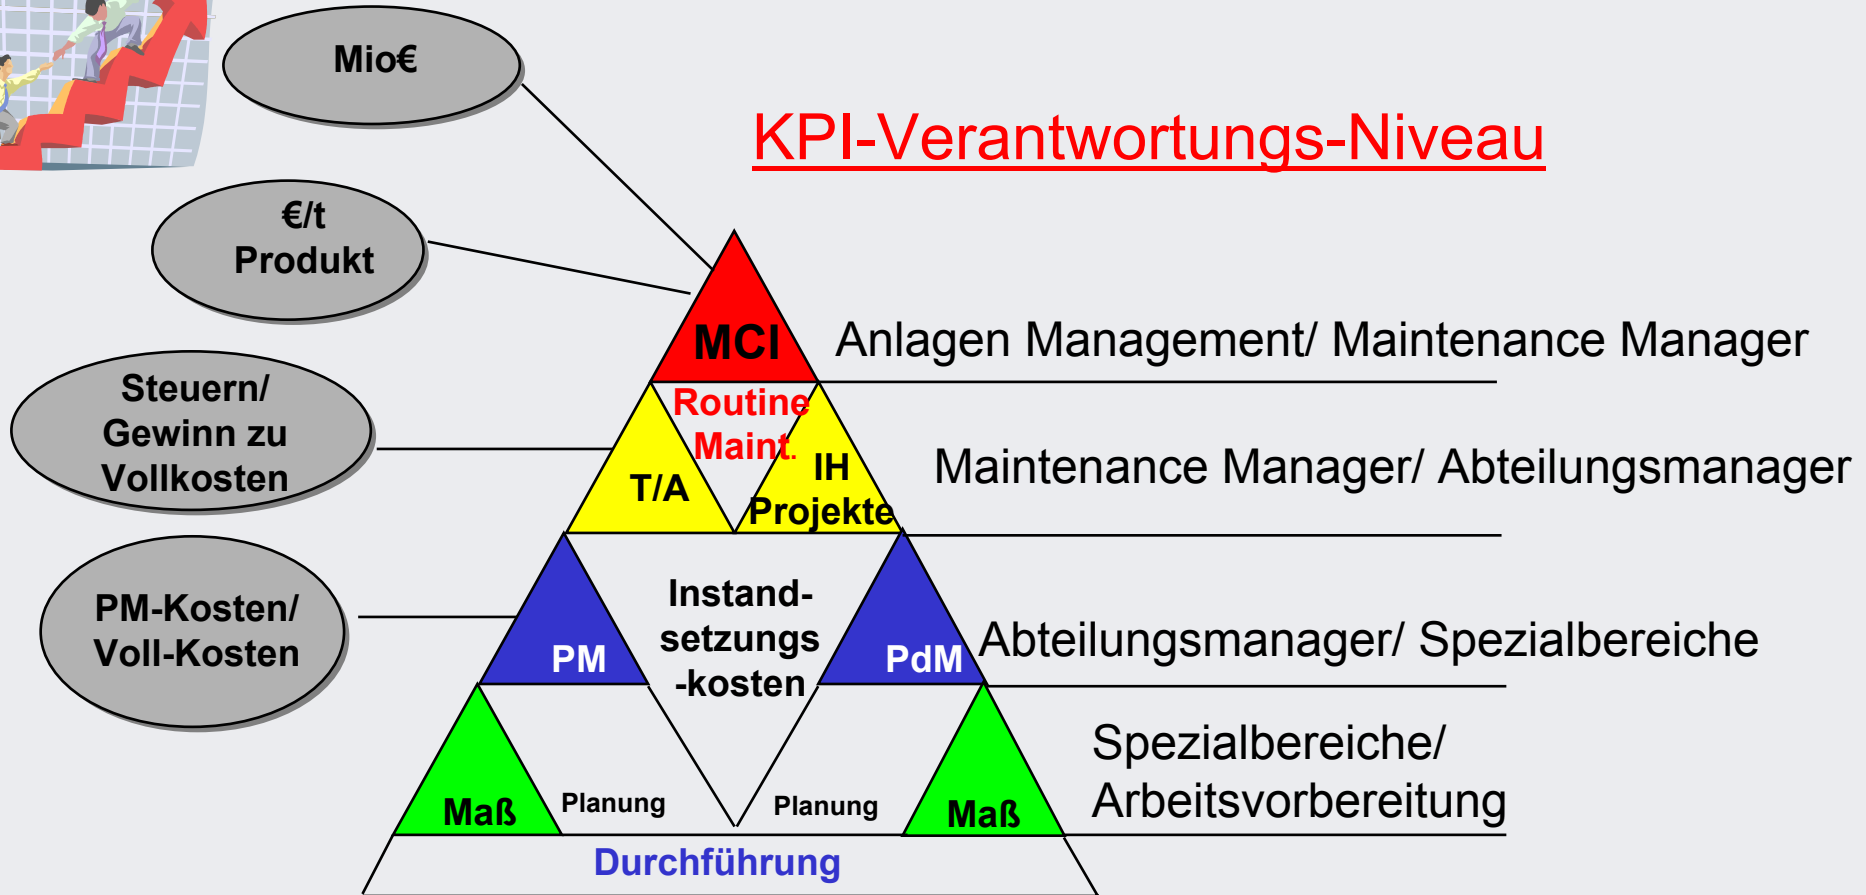 Mio€
KPI-Verantwortungs-Niveau
€/t
Produkt
MCI
Anlagen Management/ Maintenance Manager
Steuern/
Gewinn zu
Vollkosten
Routine
Maint.
T/A
IH
Projekte
Maintenance Manager/ Abteilungsmanager
PM-Kosten/
Voll-Kosten
PM
Instand-
setzungs
-kosten
PdM
Abteilungsmanager/ Spezialbereiche
Maß
Planung
Planung
Maß
Spezialbereiche/
Arbeitsvorbereitung
Durchführung